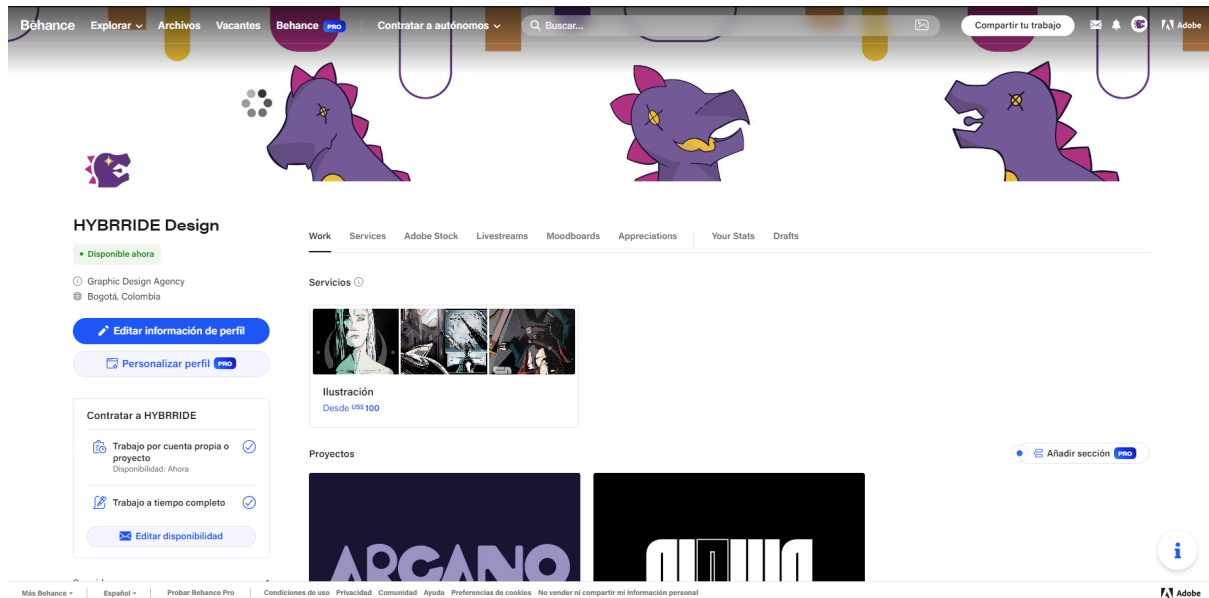 Bēhance Explorar Archivos Vacantes Behance PRO Contratar a autónomos Buscar... Compartir tu trabajo Adobe
HYBRRIDE Design
Disponible ahora
Graphic Design Agency
Bogotá, Colombia
Editar información de perfil
Personalizar perfil PRO
Contratar a HYBRRIDE
Trabajo por cuenta propia o
proyecto
Disponibilidad: Ahora
Trabajo a tiempo completo
Editar disponibilidad
Work Services Adobe Stock Livestreams Moodboards Appreciations Your Stats Drafts
Servicios
Ilustración
Desde US$ 100
Proyectos
Añadir sección PRO
ARCANO
Más Behance Español Probar Behance Pro Condiciones de uso Privacidad Comunidad Ayuda Preferencias de cookies No vender ni compartir mi información personal Adobe